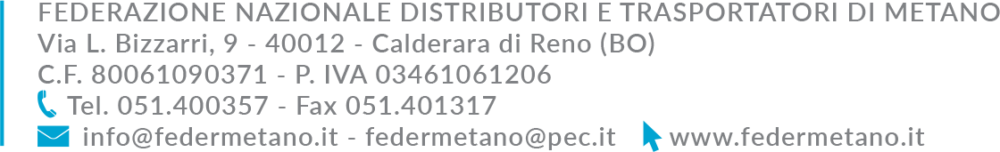 FEDERAZIONE NAZIONALE DISTRIBUTORI E TRASPORTATORI DI METANO
Via L. Bizzarri, 9 - 40012 - Calderara di Reno (BO)
C.F. 80061090371 - P. IVA 03461061206
Tel. 051.400357 - Fax 051.401317
info@federmetano.it - federmetano@pec.it www.federmetano.it